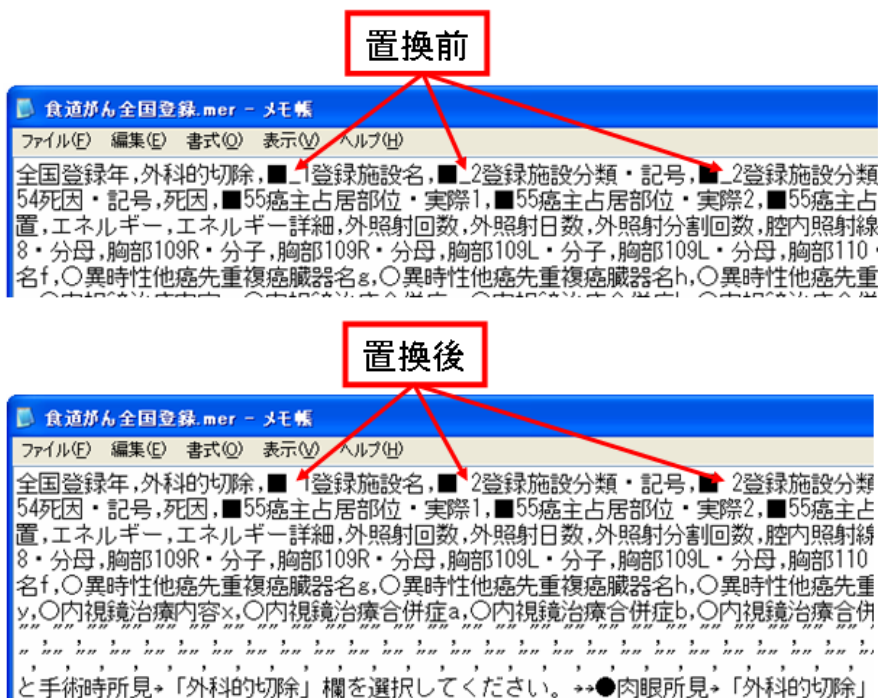 置換前
食道がん全国登録.mer - メモ帳
ファイル(F) 編集(E) 書式(O) 表示(V) ヘルプ(H)
全国登録年,外科的切除,■_1登録施設名,■_2登録施設分類・記号,■_2登録施設分類
54死因・記号,死因,■55癌主占居部位・実際1,■55癌主占居部位・実際2,■55癌主占
置,エネルギー,エネルギー詳細,外照射回数,外照射日数,外照射分割回数,腔内照射線
8・分母,胸部109R・分子,胸部109R・分母,胸部109L・分子,胸部109L・分母,胸部110・
名f,○異時性他癌先重複癌臓器名g,○異時性他癌先重複癌臓器名h,○異時性他癌先重
置換後
食道がん全国登録.mer - メモ帳
ファイル(F) 編集(E) 書式(O) 表示(V) ヘルプ(H)
全国登録年,外科的切除,■ 1登録施設名,■ 2登録施設分類・記号,■ 2登録施設分類
54死因・記号,死因,■55癌主占居部位・実際1,■55癌主占居部位・実際2,■55癌主占
置,エネルギー,エネルギー詳細,外照射回数,外照射日数,外照射分割回数,腔内照射線
8・分母,胸部109R・分子,胸部109R・分母,胸部109L・分子,胸部109L・分母,胸部110
名f,○異時性他癌先重複癌臓器名g,○異時性他癌先重複癌臓器名h,○異時性他癌先重
y,○内視鏡治療内容x,○内視鏡治療合併症a,○内視鏡治療合併症b,○内視鏡治療合併
と手術時所見→「外科的切除」欄を選択してください。→→●肉眼所見→「外科的切除」